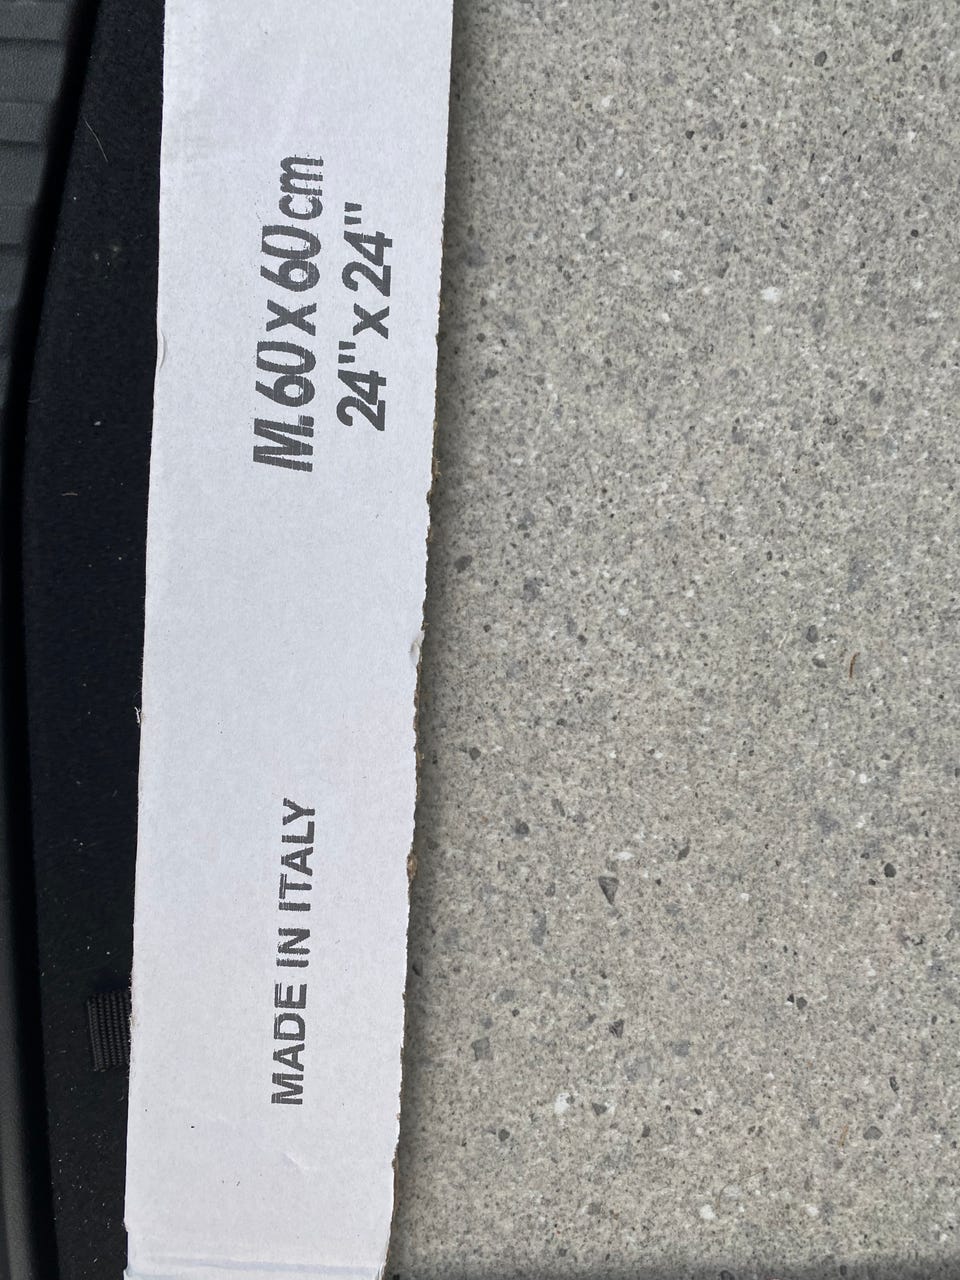 MADE IN ITALY
M. 60 x 60 cm
24" x 24"